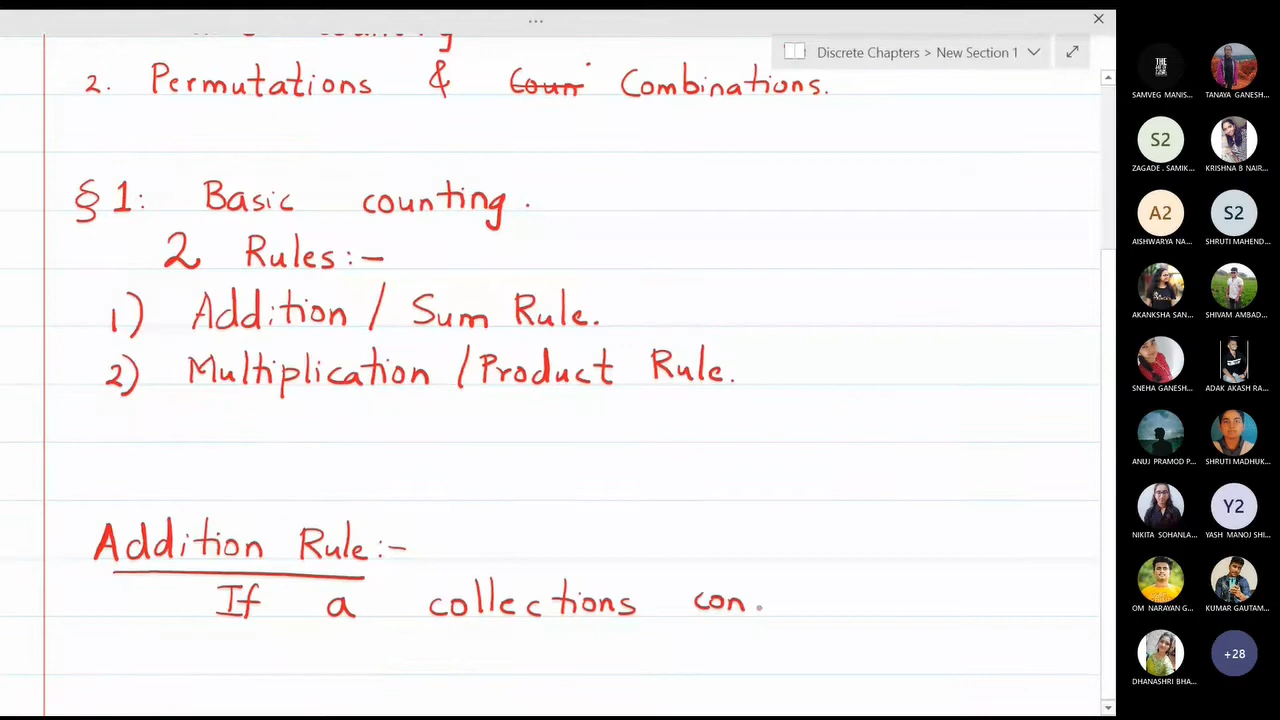 ...
Discrete Chapters > New Section 1
2. Permutations & Coun Combinations.
§ 1: Basic counting.
2 Rules:-
1) Addition / Sum Rule.
2) Multiplication / Product Rule.
Addition Rule:-
If a collections con
THE
SAMVEG MANIS...
TANAYA GANESH...
S2
ZAGADE . SAMIK...
KRISHNA B NAIR...
A2
AISHWARYA NA...
S2
SHRUTI MAHEND...
AKANKSHA SAN...
SHIVAM AMBAD...
SNEHA GANESH...
ADAK AKASH RA...
ANUJ PRAMOD P...
SHRUTI MADHUK...
NIKITA SOHANLA...
Y2
YASH MANOJ SHI...
OM NARAYAN G...
KUMAR GAUTAM...
DHANASHRI BHA...
+28